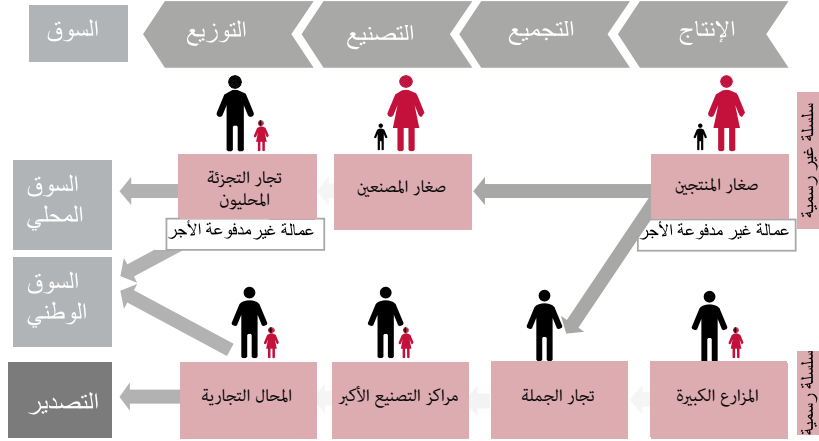 الإنتاج
التجميع
التصنيع
التوزيع
السوق
سلسلة غير رسمية
صغار المنتجين
عمالة غير مدفوعة الأجر
صغار المصنعين
تجار التجزئة
المحليون
عمالة غير مدفوعة الأجر
السوق
المحلي
السوق
الوطني
سلسلة رسمية
المزارع الكبيرة
تجار الجملة
مراكز التصنيع الأكبر
المحال التجارية
التصدير